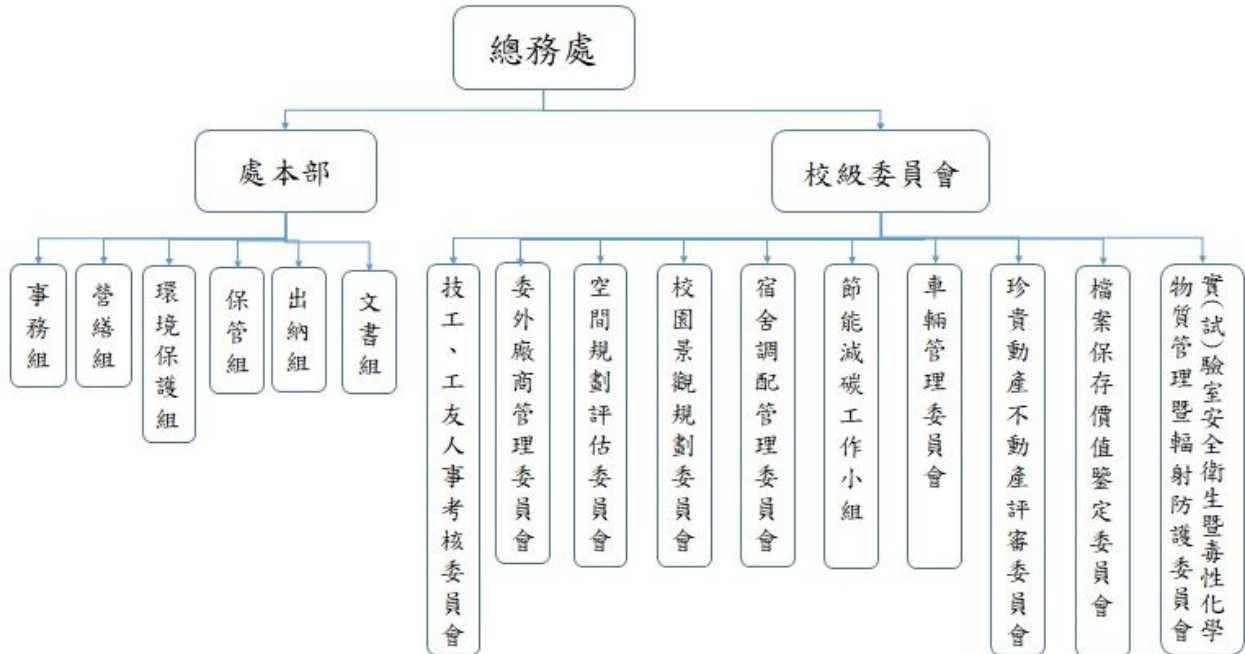 總務處
處本部
校級委員會
事務組
營繕組
環境保護組
保管組
出納組
文書組
技工、工友人事考核委員會
委外廠商管理委員會
空間規劃評估委員會
校園景觀規劃委員會
宿舍調配管理委員會
節能減碳工作小組
車輛管理委員會
珍貴動產不動產評審委員會
檔案保存價值鑒定委員會
實(試)驗室安全衛生暨毒性化學
物質管理暨輻射防護委員會